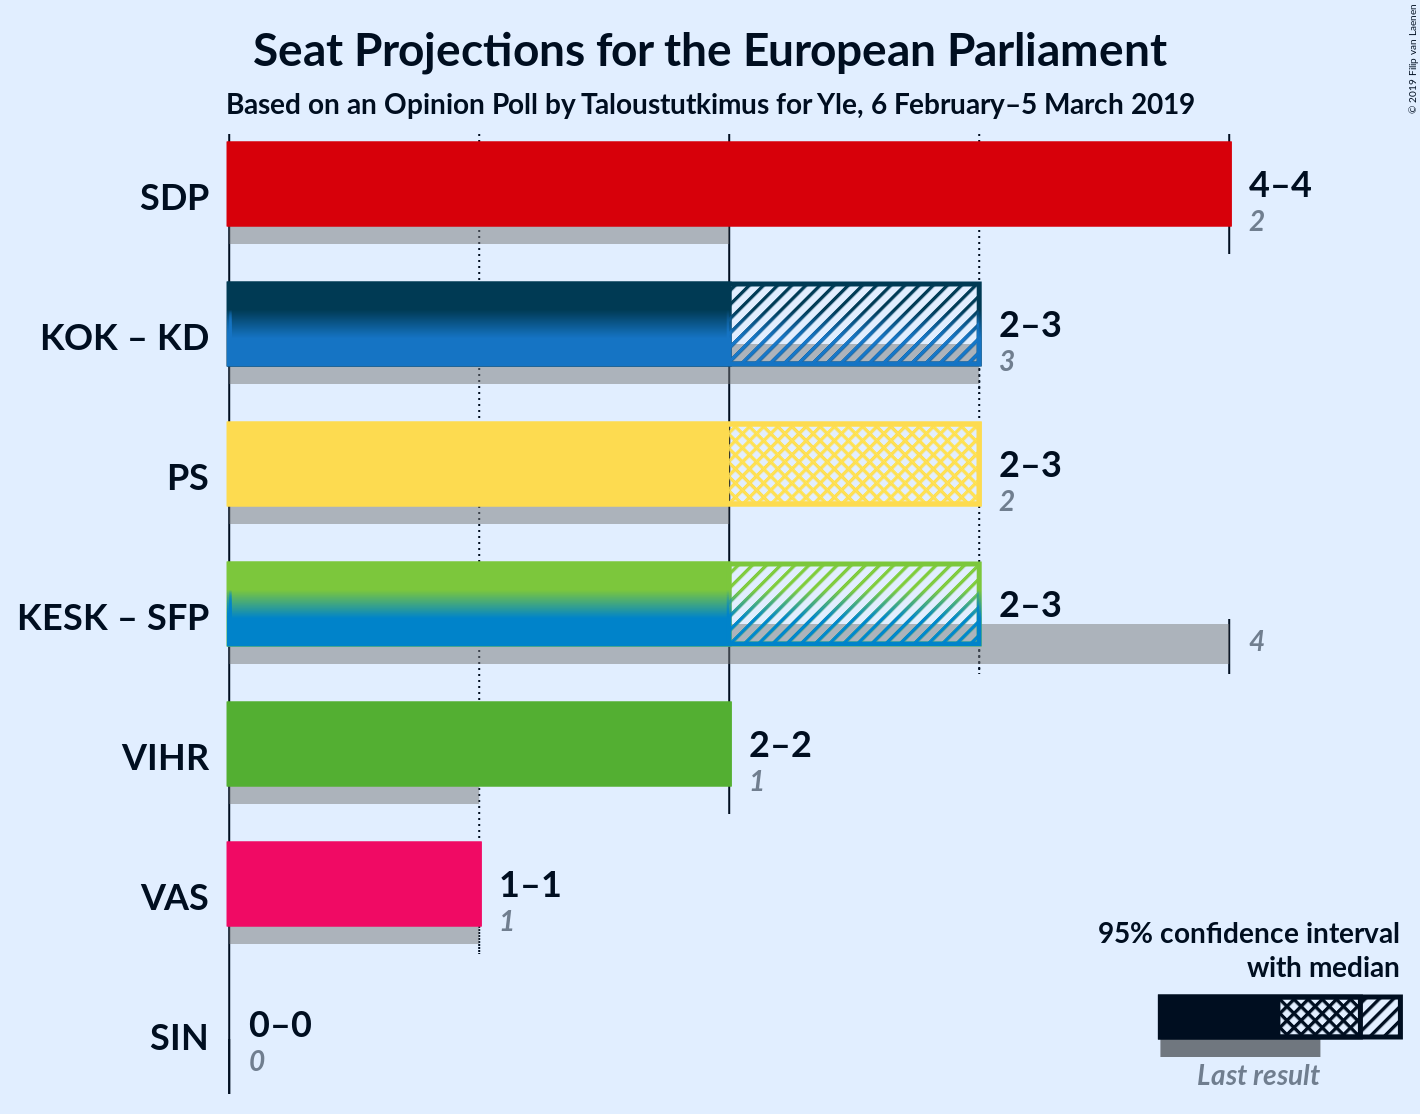 Seat Projections for the European Parliament
Based on an Opinion Poll by Taloustutkimus for Yle, 6 February–5 March 2019
© 2019 Filip van Laenen
SDP
4–4
2
KOK – KD
2–3
3
PS
2–3
2
KESK – SFP
2–3
4
VIHR
2–2
1
VAS
1–1
1
SIN
0–0
0
95% confidence interval
with median
Last result